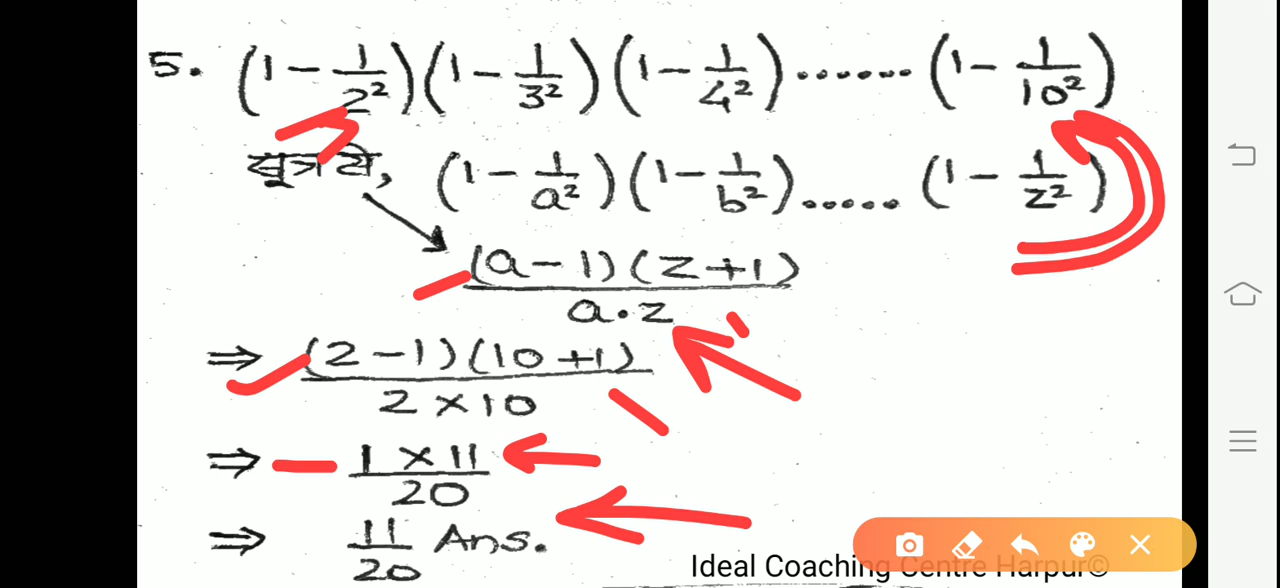 5. (1 - 1/2²)(1 - 1/3²)(1 - 1/4²).......(1 - 1/10²)
सूत्र से, (1 - 1/a²)(1 - 1/b²).....(1 - 1/z²)
(a-1)(z+1)/a.z
⇒ (2-1)(10+1)/2×10
⇒ 1×11/20
⇒ 11/20 Ans.
Ideal Coaching Centre Harpur©